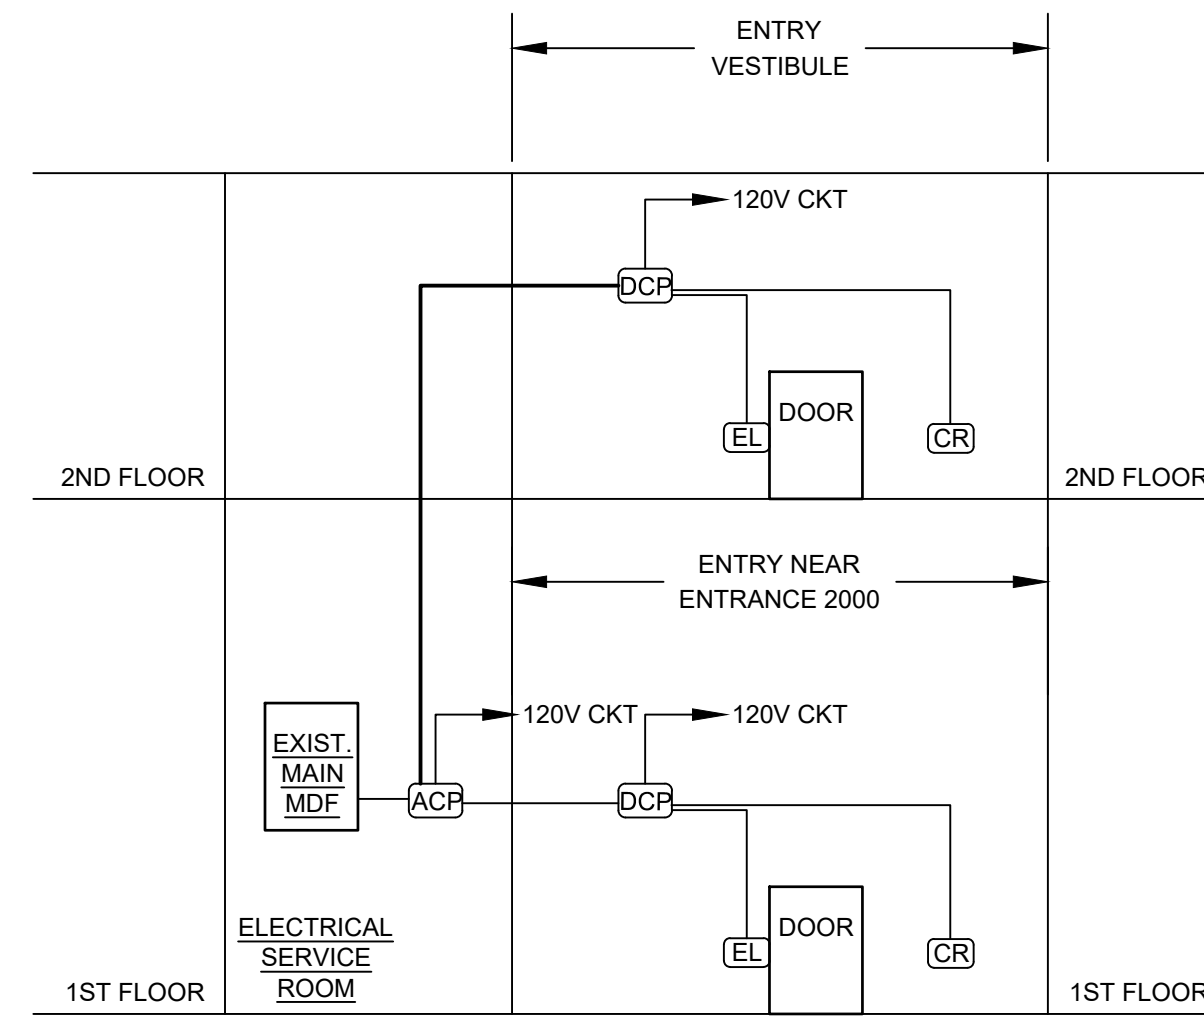 ENTRY
VESTIBULE
120V CKT
DCP
DOOR
EL
CR
2ND FLOOR
2ND FLOOR
ENTRY NEAR
ENTRANCE 2000
120V CKT
120V CKT
EXIST.
MAIN
MDF
ACP
DCP
ELECTRICAL
SERVICE
ROOM
DOOR
EL
CR
1ST FLOOR
1ST FLOOR